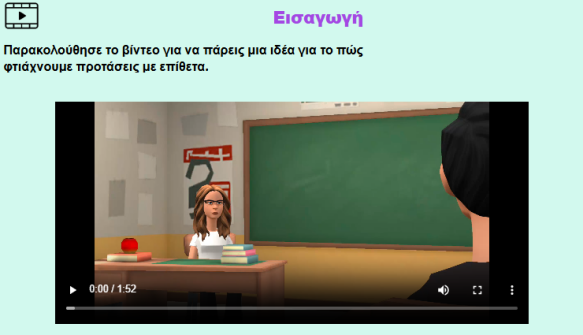 Εισαγωγή
Παρακολούθησε το βίντεο για να πάρεις μια ιδέα για το πώς
φτιάχνουμε προτάσεις με επίθετα.
0:00 / 1:52